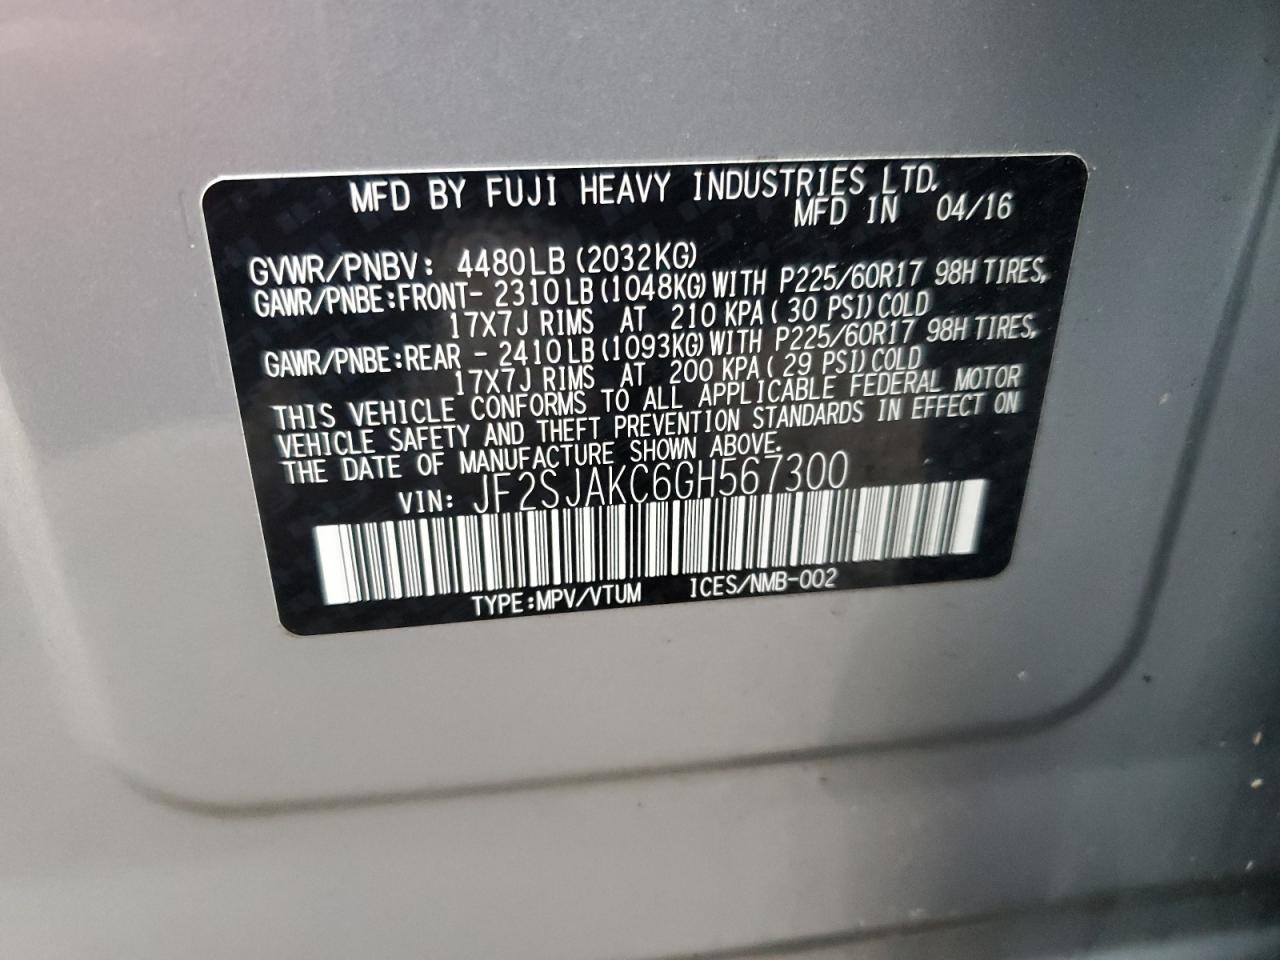 MFD BY FUJI HEAVY INDUSTRIES LTD.
MFD IN 04/16
GVWR/PNBV: 4480LB (2032KG)
GAWR/PNBE:FRONT- 2310LB (1048KG) WITH P225/60R17 98H TIRES,
17X7J RIMS AT 210 KPA ( 30 PSI) COLD
GAWR/PNBE:REAR - 2410LB (1093KG) WITH P225/60R17 98H TIRES,
17X7J RIMS AT 200 KPA ( 29 PSI) COLD
THIS VEHICLE CONFORMS TO ALL APPLICABLE FEDERAL MOTOR
VEHICLE SAFETY AND THEFT PREVENTION STANDARDS IN EFFECT ON
THE DATE OF MANUFACTURE SHOWN ABOVE.
VIN: JF2SJAKC6GH567300
TYPE:MPV/VTUM ICES/NMB-002